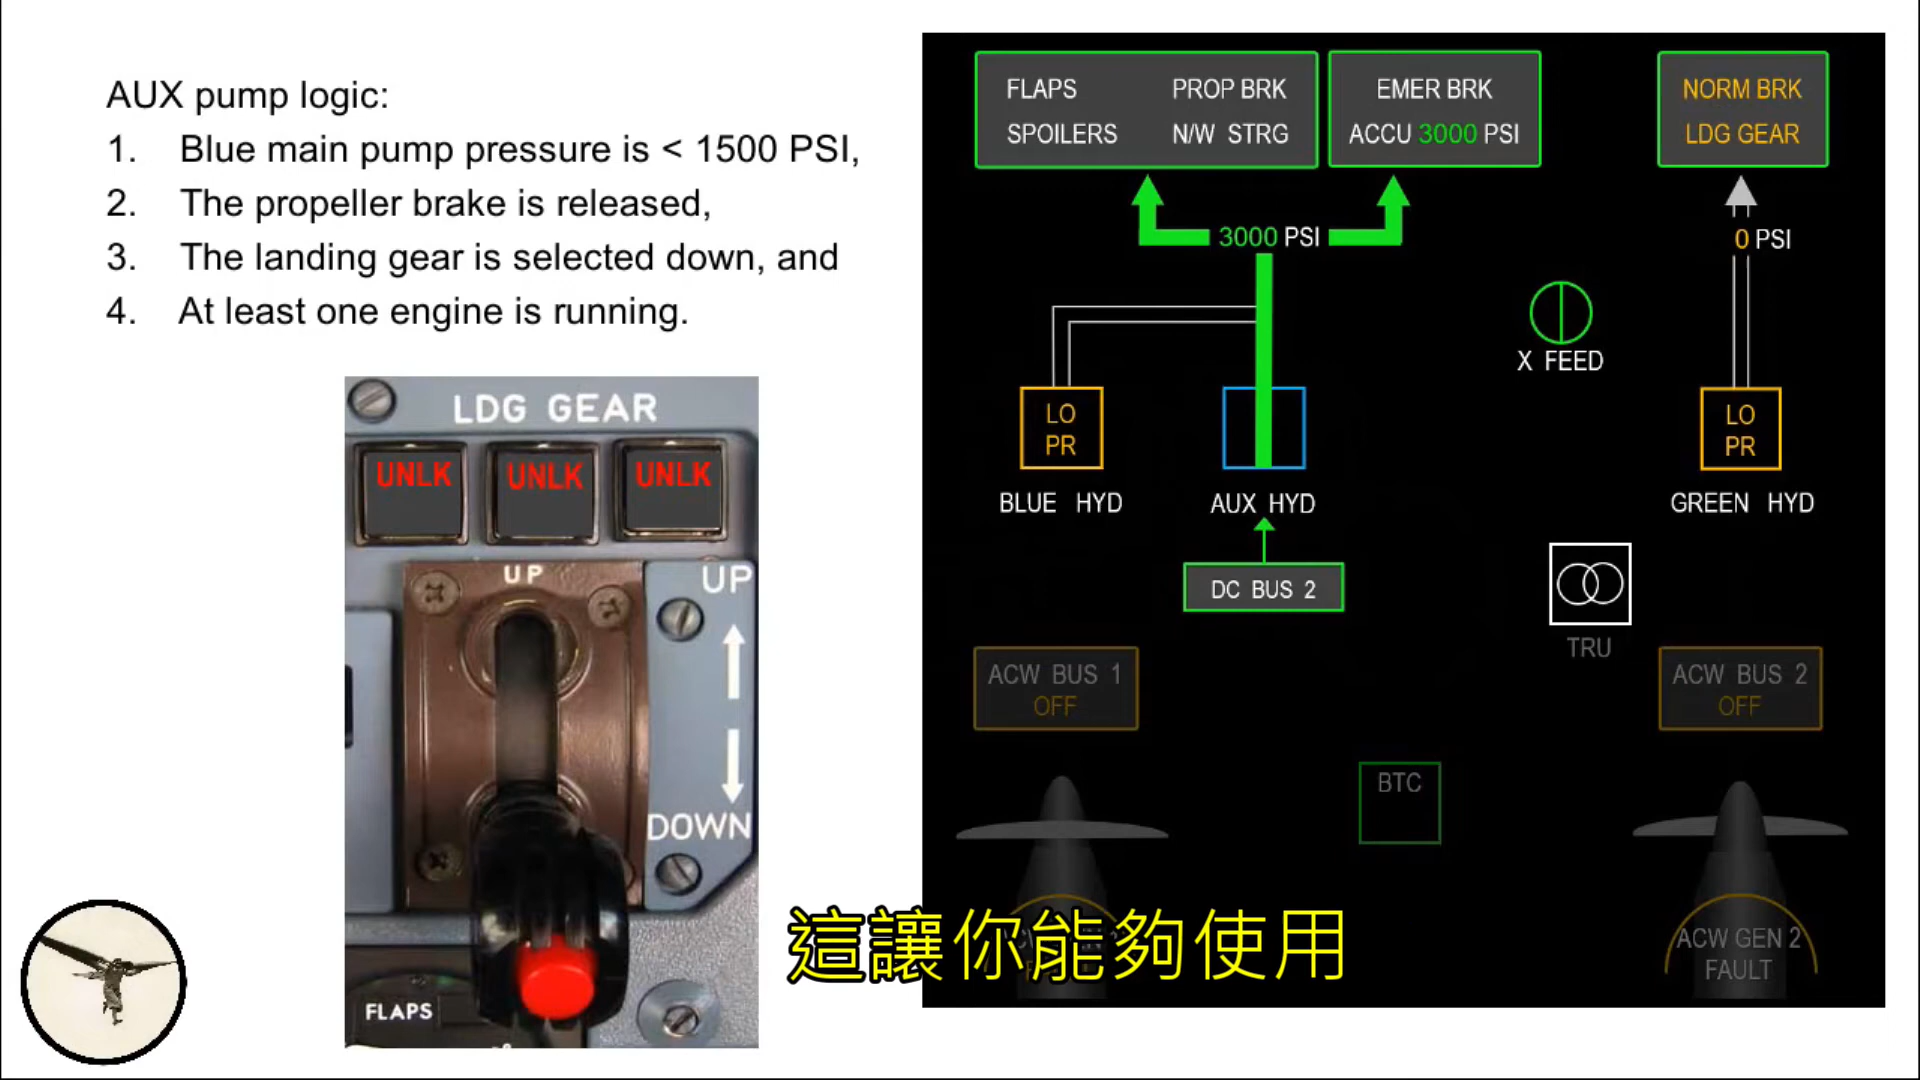 AUX pump logic:
1. Blue main pump pressure is < 1500 PSI,
2. The propeller brake is released,
3. The landing gear is selected down, and
4. At least one engine is running.
LDG GEAR
UNLK UNLK UNLK
UP
UP
DOWN
FLAPS
FLAPS PROP BRK
SPOILERS N/W STRG
EMER BRK
ACCU 3000 PSI
NORM BRK
LDG GEAR
3000 PSI
0 PSI
X FEED
LO
PR
BLUE HYD
AUX HYD
LO
PR
GREEN HYD
DC BUS 2
TRU
ACW BUS 1
OFF
ACW BUS 2
OFF
BTC
ACW GEN 2
FAULT
這讓你能夠使用